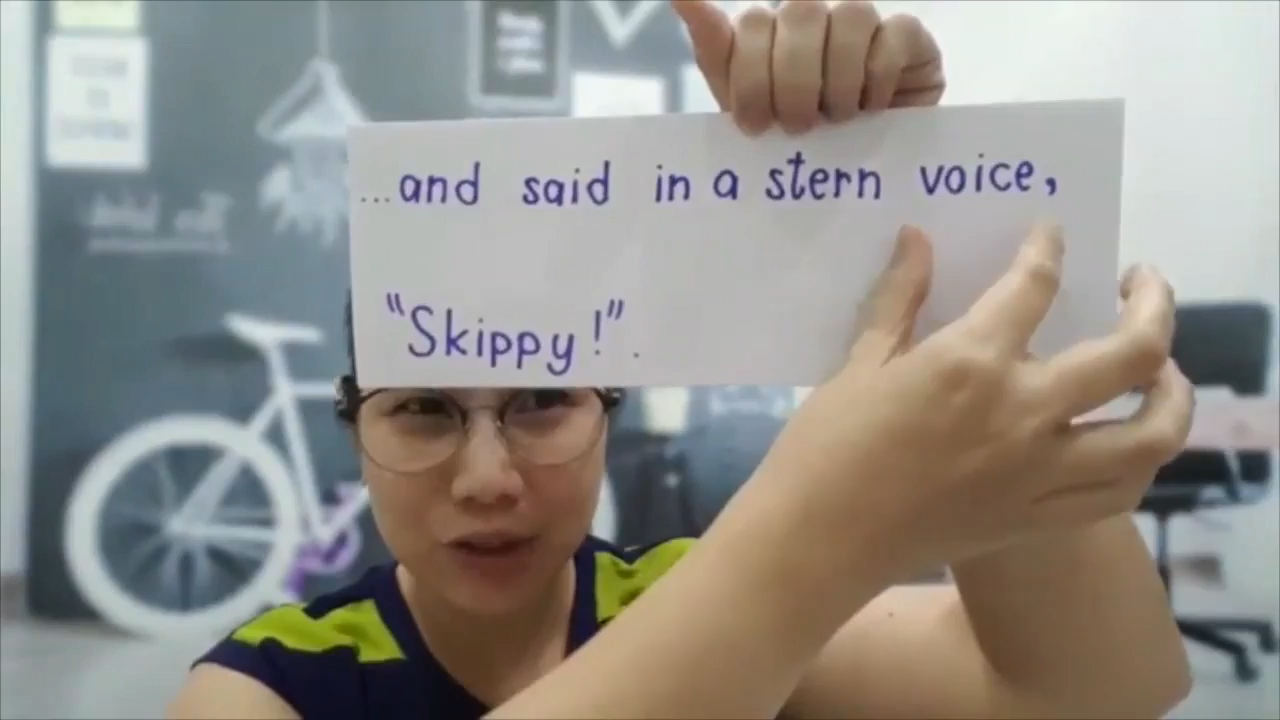 ...and said in a stern voice,
"Skippy!".